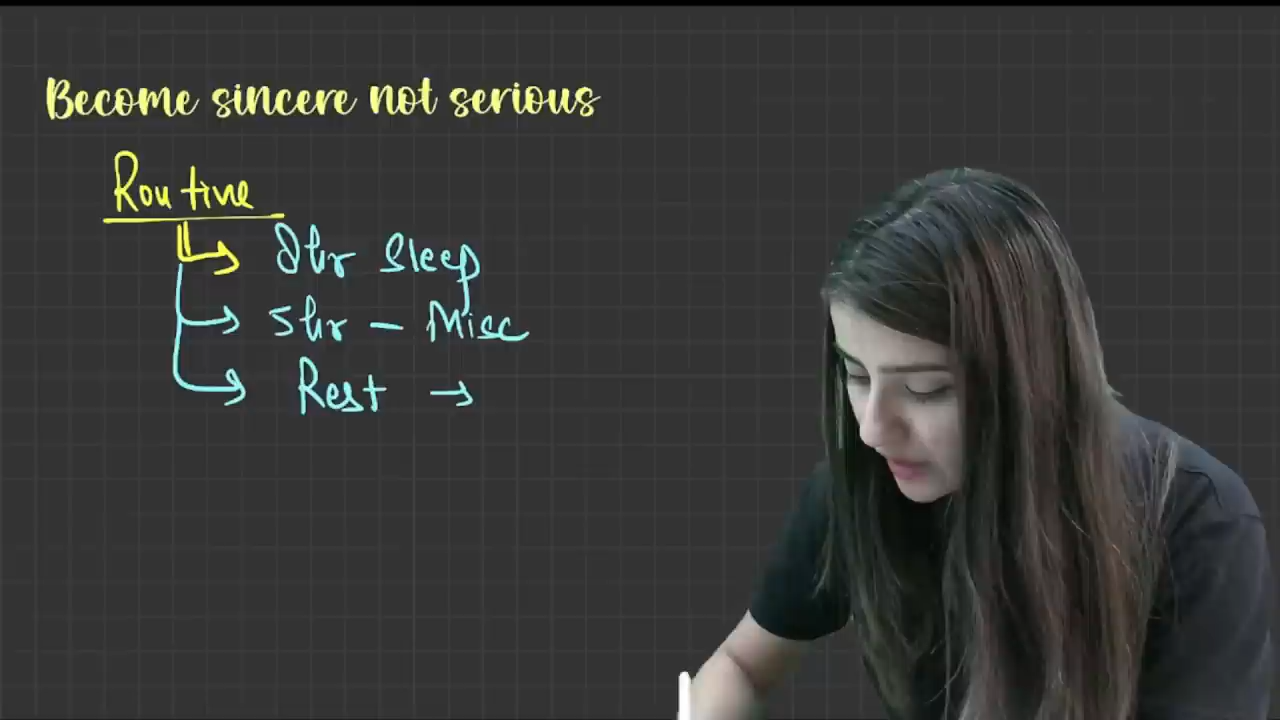 Become sincere not serious
Routine
8hr Sleep
5hr - Misc
Rest →